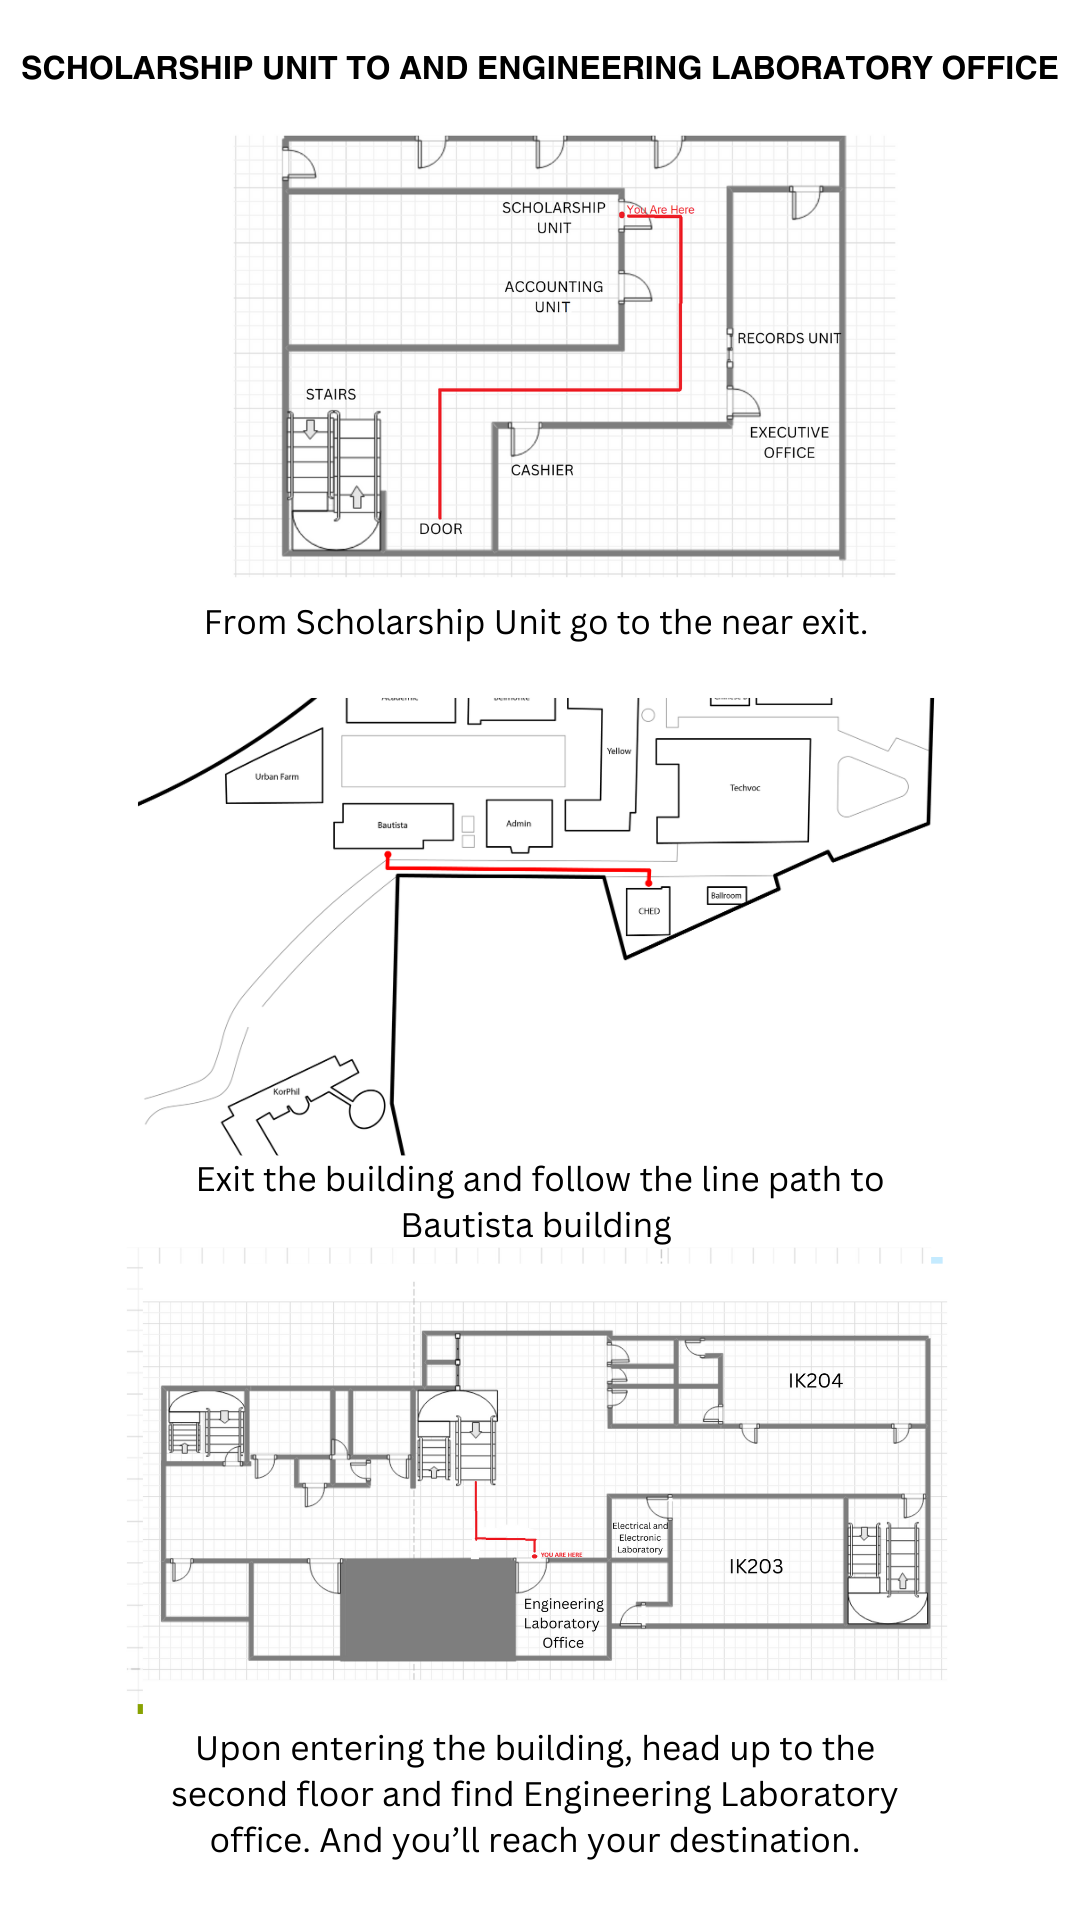 SCHOLARSHIP UNIT TO AND ENGINEERING LABORATORY OFFICE
SCHOLARSHIP
UNIT
You Are Here
ACCOUNTING
UNIT
RECORDS UNIT
STAIRS
EXECUTIVE
OFFICE
CASHIER
DOOR
From Scholarship Unit go to the near exit.
Urban Farm
Yellow
Techvoc
Bautista
Admin
CHED
Ballroom
KorPhil
Exit the building and follow the line path to
Bautista building
IK204
Electrical and
Electronic
Laboratory
YOU ARE HERE
IK203
Engineering
Laboratory
Office
Upon entering the building, head up to the
second floor and find Engineering Laboratory
office. And you’ll reach your destination.